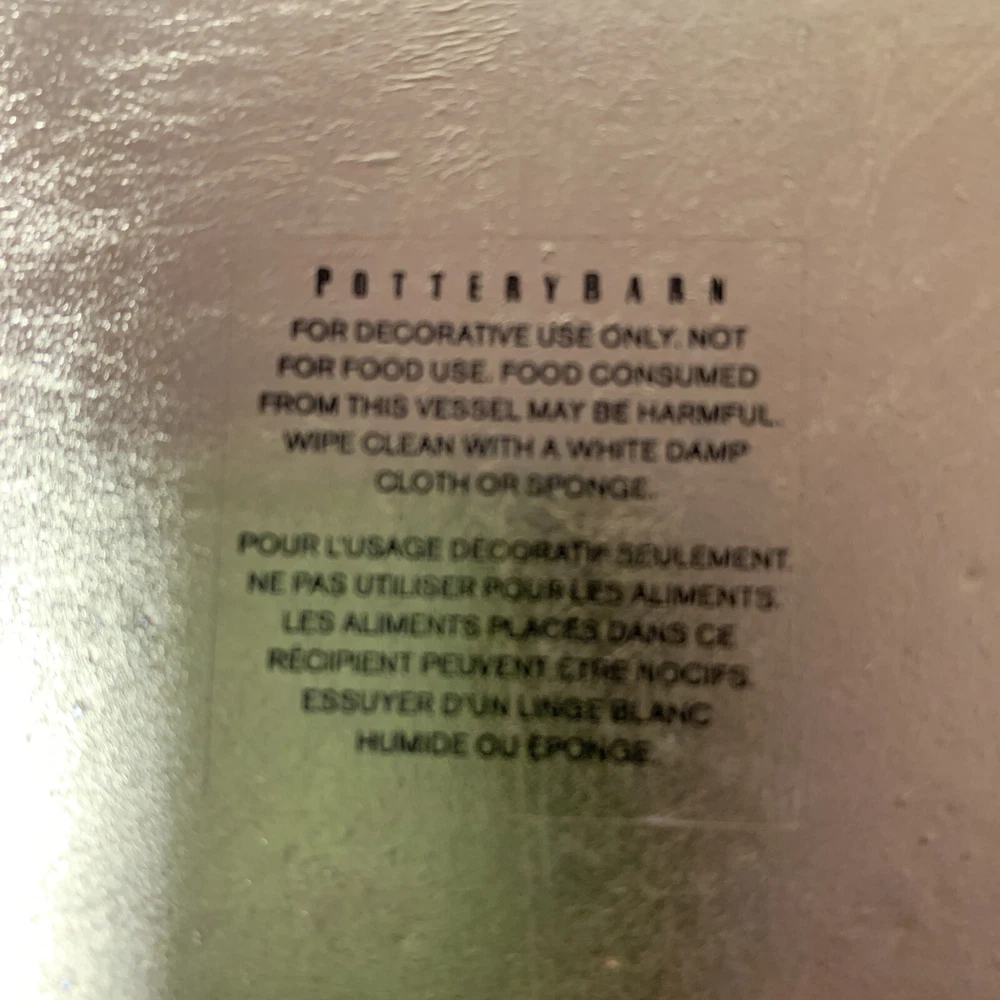 POTTERYBARN
FOR DECORATIVE USE ONLY. NOT
FOR FOOD USE. FOOD CONSUMED
FROM THIS VESSEL MAY BE HARMFUL.
WIPE CLEAN WITH A WHITE DAMP
CLOTH OR SPONGE.
POUR L'USAGE DÉCORATIF SEULEMENT.
NE PAS UTILISER POUR LES ALIMENTS.
LES ALIMENTS PLACÉS DANS CE
RÉCIPIENT PEUVENT ÊTRE NOCIFS.
ESSUYER D'UN LINGE BLANC
HUMIDE OU ÉPONGE.